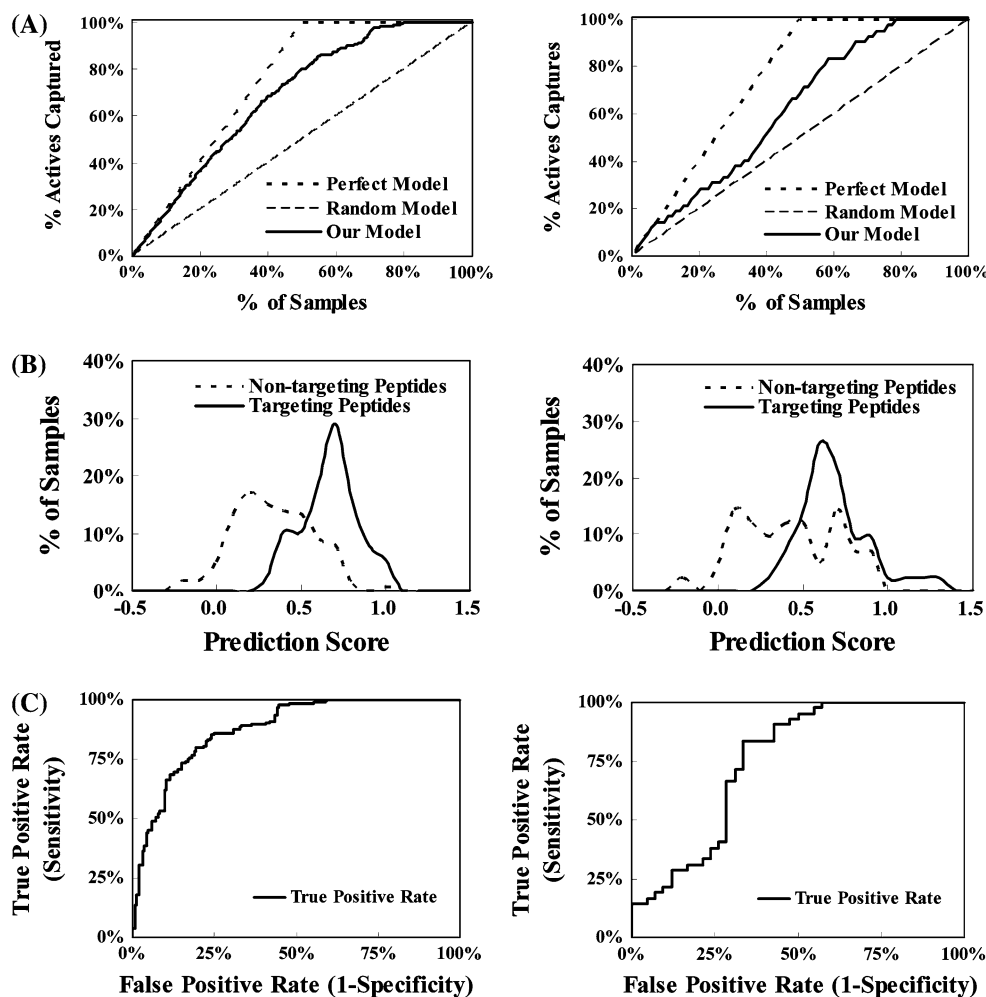 (A)
% Actives Captured
100%
80%
60%
40%
20%
0%
Perfect Model
Random Model
Our Model
0% 20% 40% 60% 80% 100%
% of Samples
% Actives Captures
100%
80%
60%
40%
20%
0%
Perfect Model
Random Model
Our Model
0% 20% 40% 60% 80% 100%
% of Samples
(B)
% of Samples
40%
30%
20%
10%
0%
Non-targeting Peptides
Targeting Peptides
-0.5 0.0 0.5 1.0 1.5
Prediction Score
% of Samples
40%
30%
20%
10%
0%
Non-targeting Peptides
Targeting Peptides
-0.5 0.0 0.5 1.0 1.5
Prediction Score
(C)
True Positive Rate
(Sensitivity)
100%
75%
50%
25%
0%
True Positive Rate
0% 25% 50% 75% 100%
False Positive Rate (1-Specificity)
True Positive Rate
(Sensitivity)
100%
75%
50%
25%
0%
True Positive Rate
0% 25% 50% 75% 100%
False Positive Rate (1-Specificity)